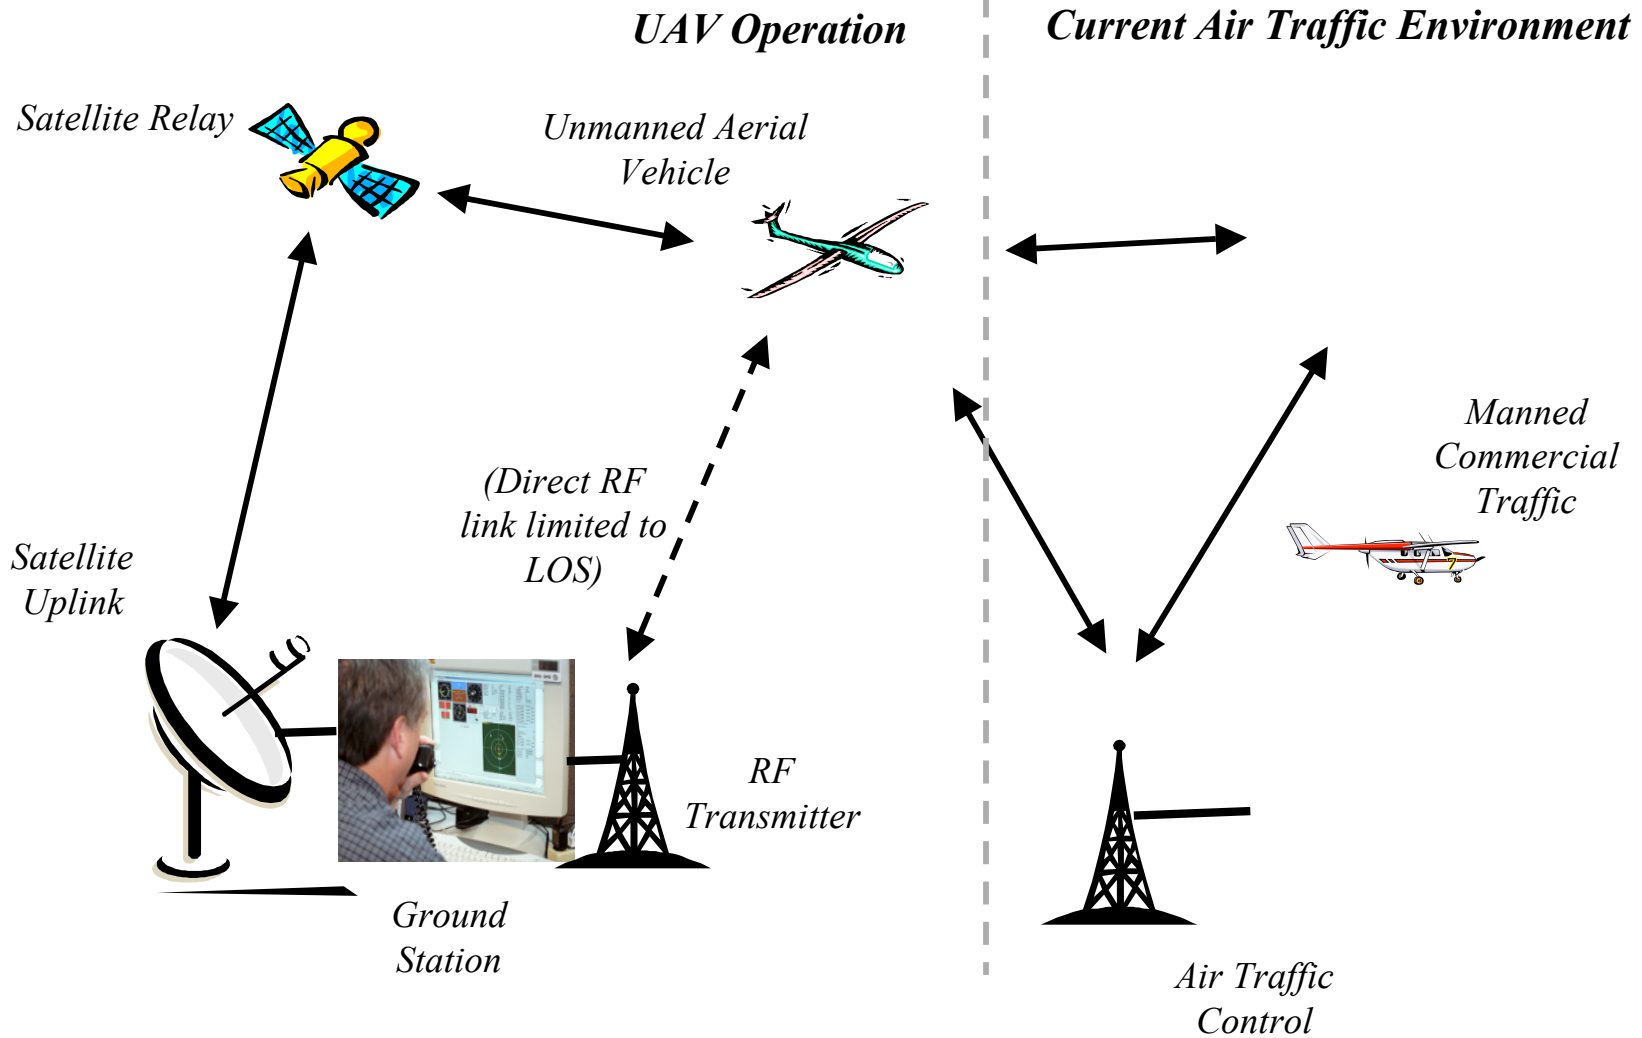 UAV Operation
Current Air Traffic Environment
Satellite Relay
Unmanned Aerial
Vehicle
Manned
Commercial
Traffic
(Direct RF
link limited to
LOS)
Satellite
Uplink
7
RF
Transmitter
Ground
Station
Air Traffic
Control